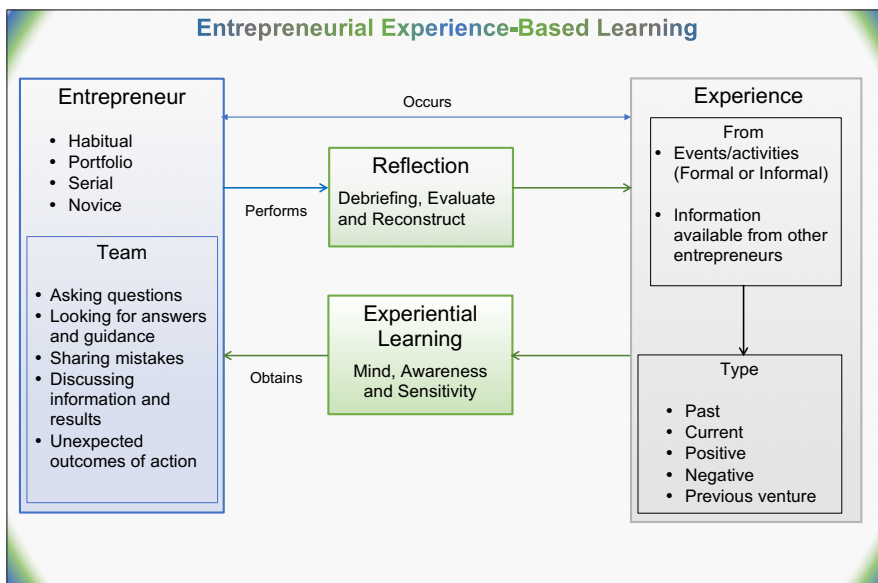 Entrepreneurial Experience-Based Learning
Entrepreneur
• Habitual
• Portfolio
• Serial
• Novice
Team
• Asking questions
• Looking for answers
and guidance
• Sharing mistakes
• Discussing
information and
results
• Unexpected
outcomes of action
Occurs
Performs
Reflection
Debriefing, Evaluate
and Reconstruct
Experiential
Learning
Mind, Awareness
and Sensitivity
Obtains
Experience
From
• Events/activities
(Formal or Informal)
• Information
available from other
entrepreneurs
Type
• Past
• Current
• Positive
• Negative
• Previous venture